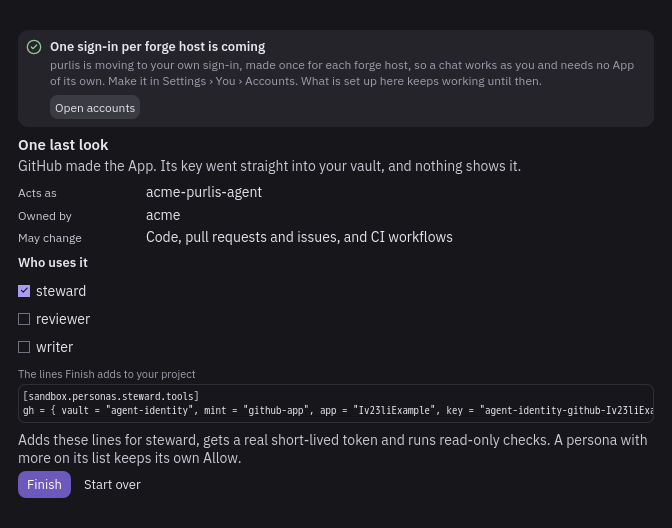 One sign-in per forge host is coming
purlis is moving to your own sign-in, made once for each forge host, so a chat works as you and needs no App
of its own. Make it in Settings › You › Accounts. What is set up here keeps working until then.
Open accounts
One last look
GitHub made the App. Its key went straight into your vault, and nothing shows it.
Acts as acme-purlis-agent
Owned by acme
May change Code, pull requests and issues, and CI workflows
Who uses it
steward
reviewer
writer
The lines Finish adds to your project
[sandbox.personas.steward.tools]
gh = { vault = "agent-identity", mint = "github-app", app = "Iv23liExample", key = "agent-identity-github-Iv23liExa
Adds these lines for steward, gets a real short-lived token and runs read-only checks. A persona with
more on its list keeps its own Allow.
Finish Start over